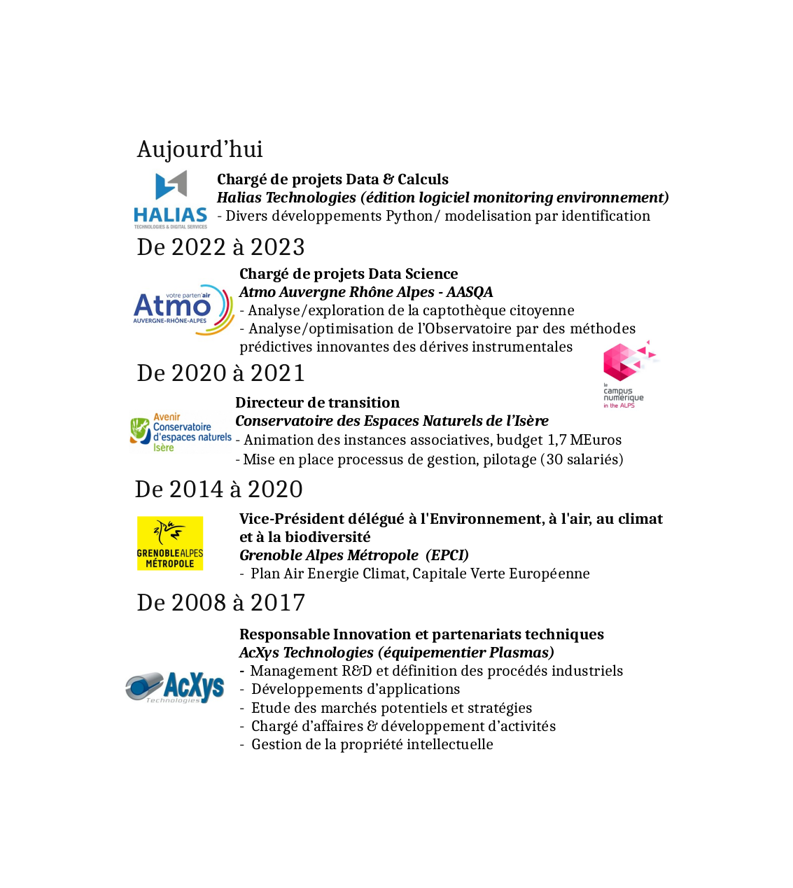 Aujourd’hui
HALIAS
TECHNOLOGIES & DIGITAL SERVICES
Chargé de projets Data & Calculs
Halias Technologies (édition logiciel monitoring environnement)
- Divers développements Python/ modelisation par identification
De 2022 à 2023
votre parten'air
Atmo
AUVERGNE-RHÔNE-ALPES
Chargé de projets Data Science
Atmo Auvergne Rhône Alpes - AASQA
- Analyse/exploration de la captothèque citoyenne
- Analyse/optimisation de l’Observatoire par des méthodes
prédictives innovantes des dérives instrumentales
le
campus
numérique
in the ALPS
De 2020 à 2021
Avenir
Conservatoire
d'espaces naturels
Isère
Directeur de transition
Conservatoire des Espaces Naturels de l’Isère
- Animation des instances associatives, budget 1,7 MEuros
- Mise en place processus de gestion, pilotage (30 salariés)
De 2014 à 2020
GRENOBLEALPES
MÉTROPOLE
Vice-Président délégué à l'Environnement, à l'air, au climat
et à la biodiversité
Grenoble Alpes Métropole (EPCI)
- Plan Air Energie Climat, Capitale Verte Européenne
De 2008 à 2017
AcXys
Technologies
Responsable Innovation et partenariats techniques
AcXys Technologies (équipementier Plasmas)
- Management R&D et définition des procédés industriels
- Développements d’applications
- Etude des marchés potentiels et stratégies
- Chargé d’affaires & développement d’activités
- Gestion de la propriété intellectuelle